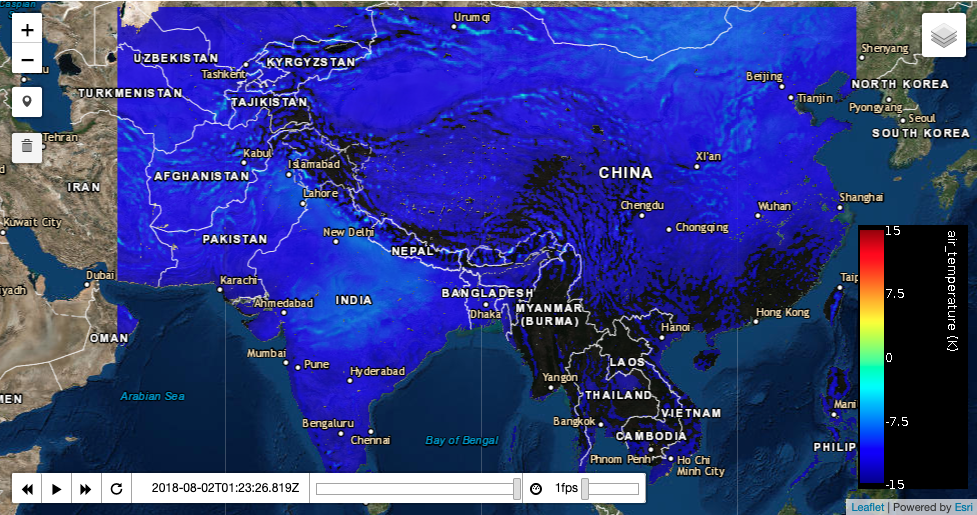 Caspian
Urumqi
+
−
UZBEKISTAN
Tashkent
KYRGYZSTAN
Shenyang
TURKMENISTAN
TAJIKISTAN
Beijing
Tianjin
NORTH KOREA
Pyongyang
Seoul
SOUTH KOREA
Tehran
Kabul
Islamabad
XI'an
IRAN
AFGHANISTAN
CHINA
Lahore
Chengdu
Wuhan
Shanghai
Kuwait City
New Delhi
Chongqing
PAKISTAN
NEPAL
Dubai
Karachi
INDIA
BANGLADESH
Ahmedabad
Dhaka
MYANMAR
(BURMA)
Hong Kong
Hanoi
OMAN
Mumbai
Pune
Hyderabad
LAOS
Yangon
THAILAND
Arabian Sea
VIETNAM
Bengaluru
Chennai
Bay of Bengal
Bangkok
CAMBODIA
Phnom Penh
Ho Chi
Minh City
Mani
PHILIP
15
7.5
0
-7.5
-15
air_temperature (K)
2018-08-02T01:23:26.819Z
1fps
Leaflet | Powered by Esri